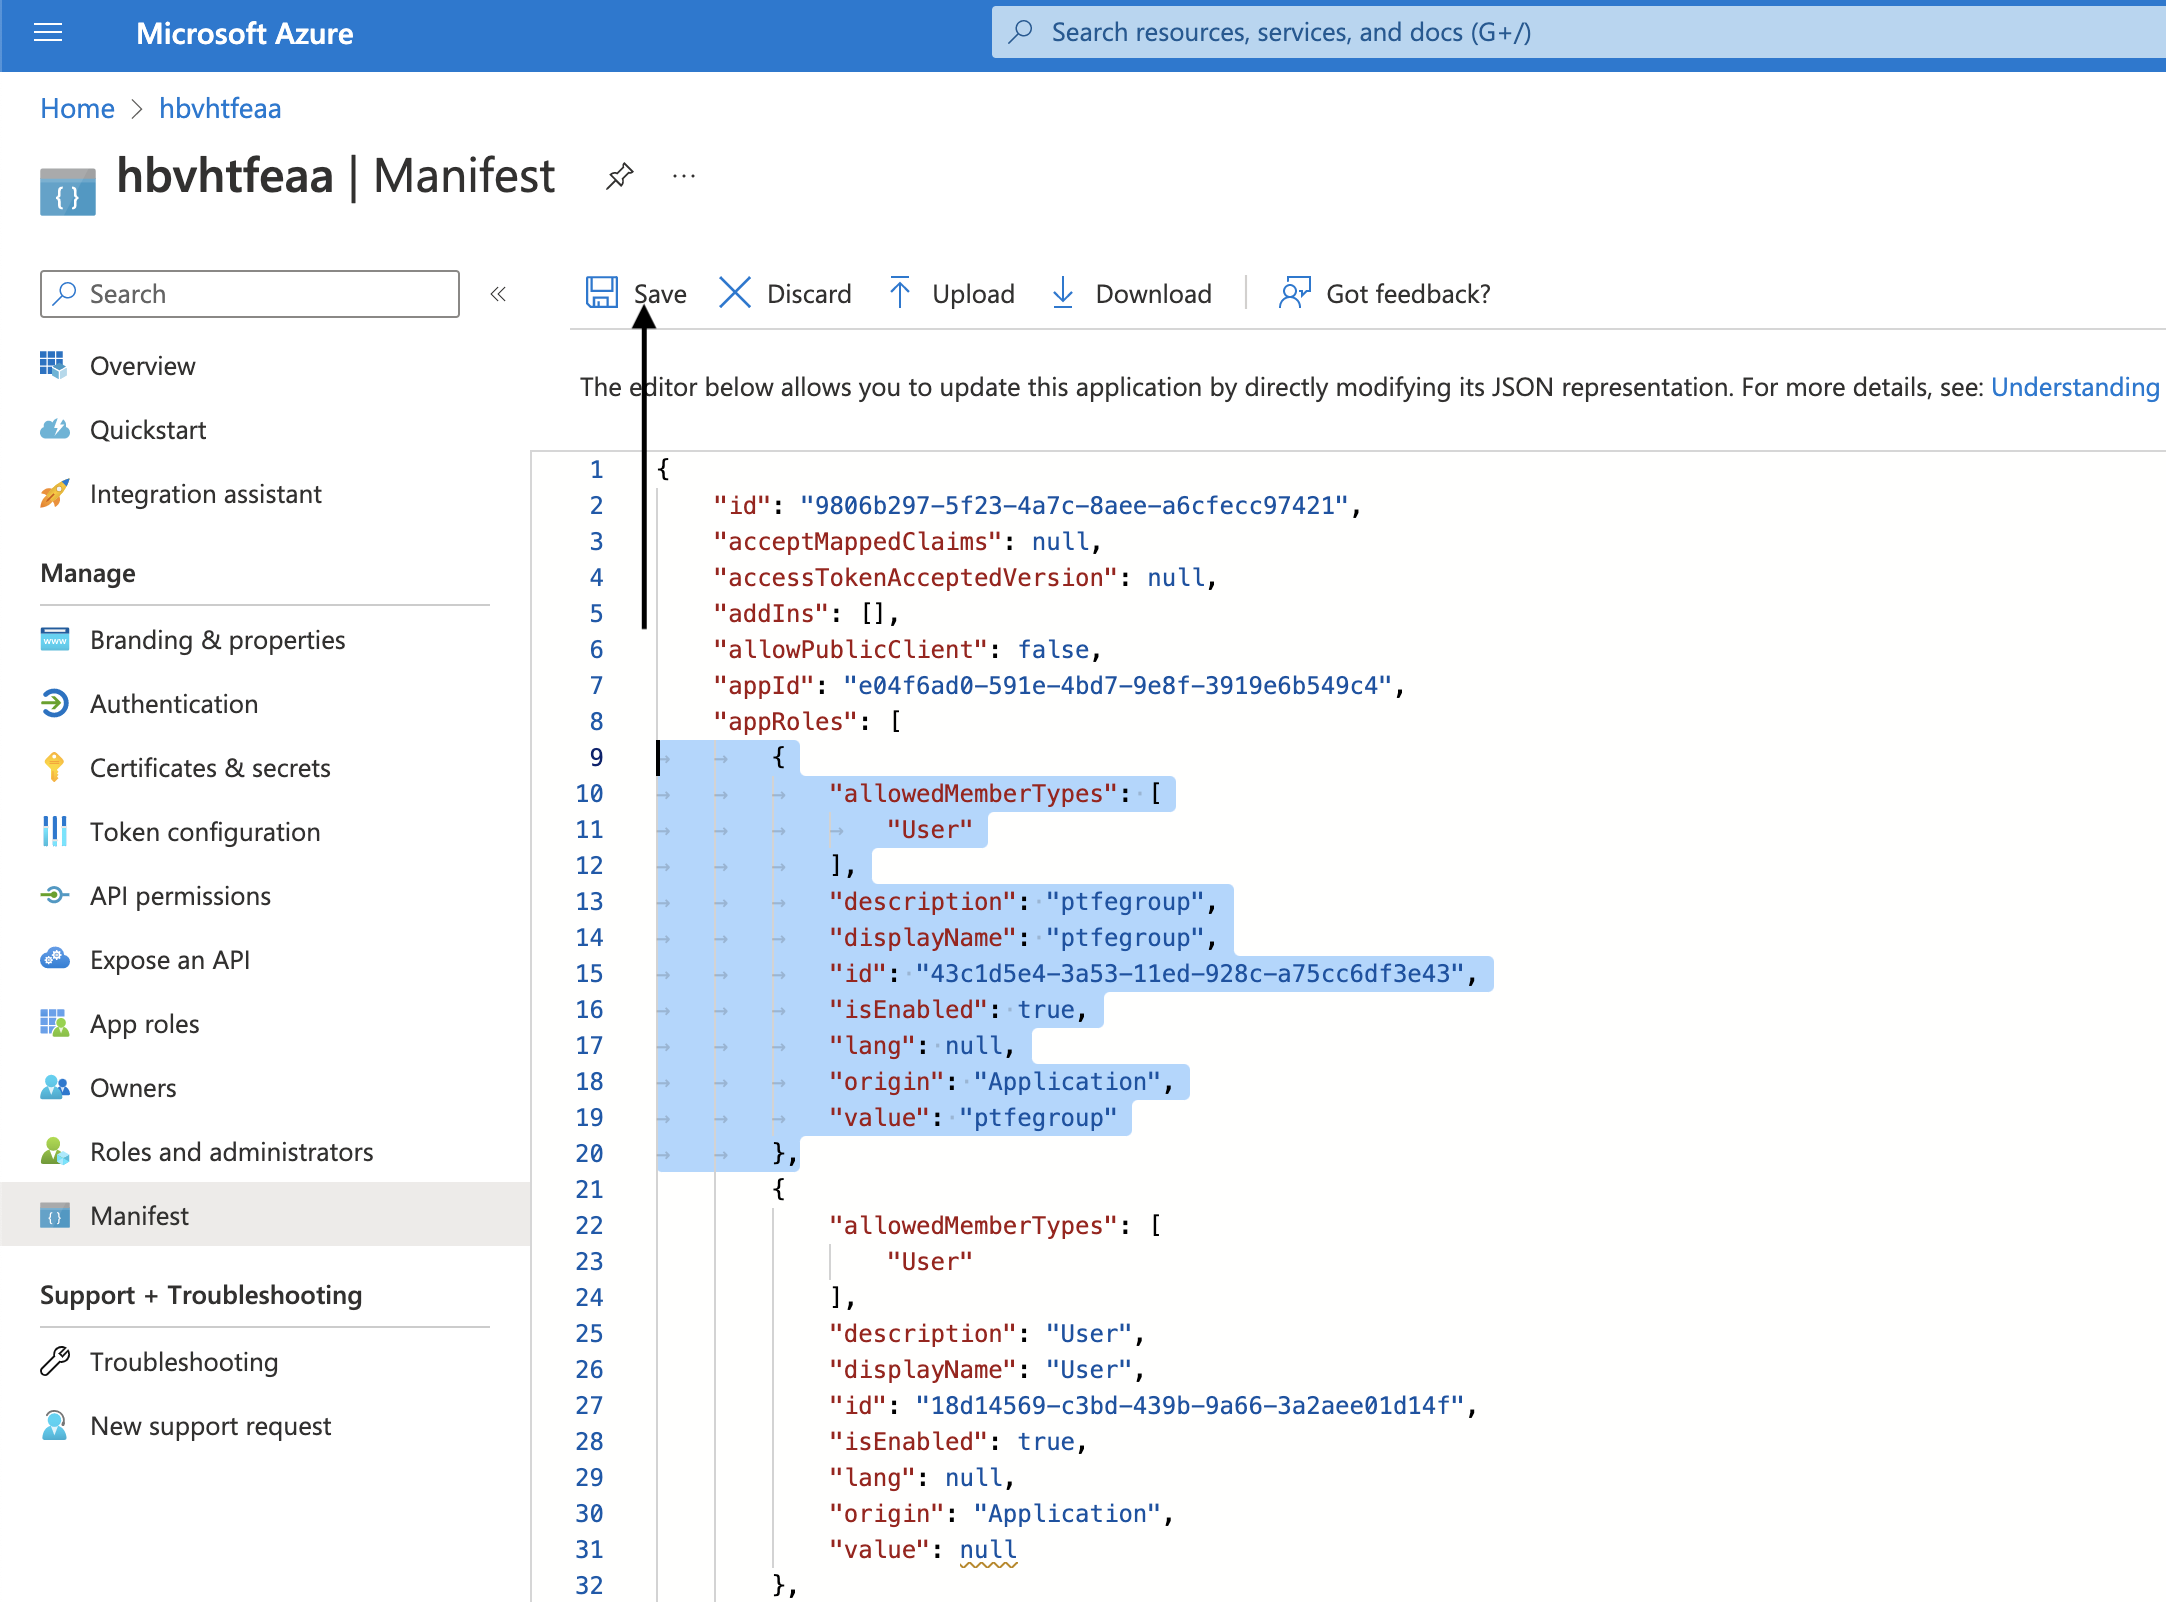 Microsoft Azure
Search resources, services, and docs (G+/)
Home > hbvhtfeaa
hbvhtfeaa | Manifest ...
Search «
Save Discard Upload Download Got feedback?
Overview
Quickstart
Integration assistant
Manage
Branding & properties
Authentication
Certificates & secrets
Token configuration
API permissions
Expose an API
App roles
Owners
Roles and administrators
Manifest
Support + Troubleshooting
Troubleshooting
New support request
The editor below allows you to update this application by directly modifying its JSON representation. For more details, see: Understanding
1 {
2 "id": "9806b297-5f23-4a7c-8aee-a6cfecc97421",
3 "acceptMappedClaims": null,
4 "accessTokenAcceptedVersion": null,
5 "addIns": [],
6 "allowPublicClient": false,
7 "appId": "e04f6ad0-591e-4bd7-9e8f-3919e6b549c4",
8 "appRoles": [
9 {
10 "allowedMemberTypes": [
11 "User"
12 ],
13 "description": "ptfegroup",
14 "displayName": "ptfegroup",
15 "id": "43c1d5e4-3a53-11ed-928c-a75cc6df3e43",
16 "isEnabled": true,
17 "lang": null,
18 "origin": "Application",
19 "value": "ptfegroup"
20 },
21 {
22 "allowedMemberTypes": [
23 "User"
24 ],
25 "description": "User",
26 "displayName": "User",
27 "id": "18d14569-c3bd-439b-9a66-3a2aee01d14f",
28 "isEnabled": true,
29 "lang": null,
30 "origin": "Application",
31 "value": null
32 },